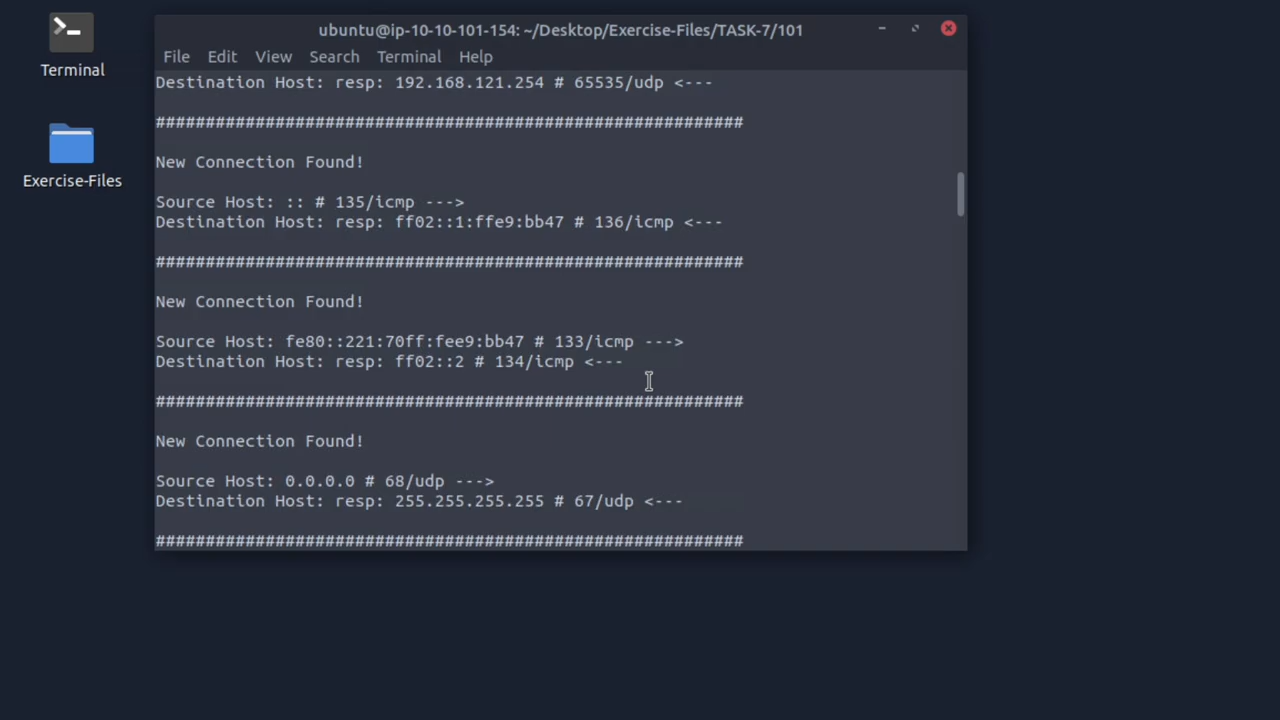 Terminal
Exercise-Files
ubuntu@ip-10-10-101-154: ~/Desktop/Exercise-Files/TASK-7/101
File Edit View Search Terminal Help
Destination Host: resp: 192.168.121.254 # 65535/udp <---
###########################################################
New Connection Found!
Source Host: :: # 135/icmp --->
Destination Host: resp: ff02::1:ffe9:bb47 # 136/icmp <---
###########################################################
New Connection Found!
Source Host: fe80::221:70ff:fee9:bb47 # 133/icmp --->
Destination Host: resp: ff02::2 # 134/icmp <---
###########################################################
New Connection Found!
Source Host: 0.0.0.0 # 68/udp --->
Destination Host: resp: 255.255.255.255 # 67/udp <---
###########################################################